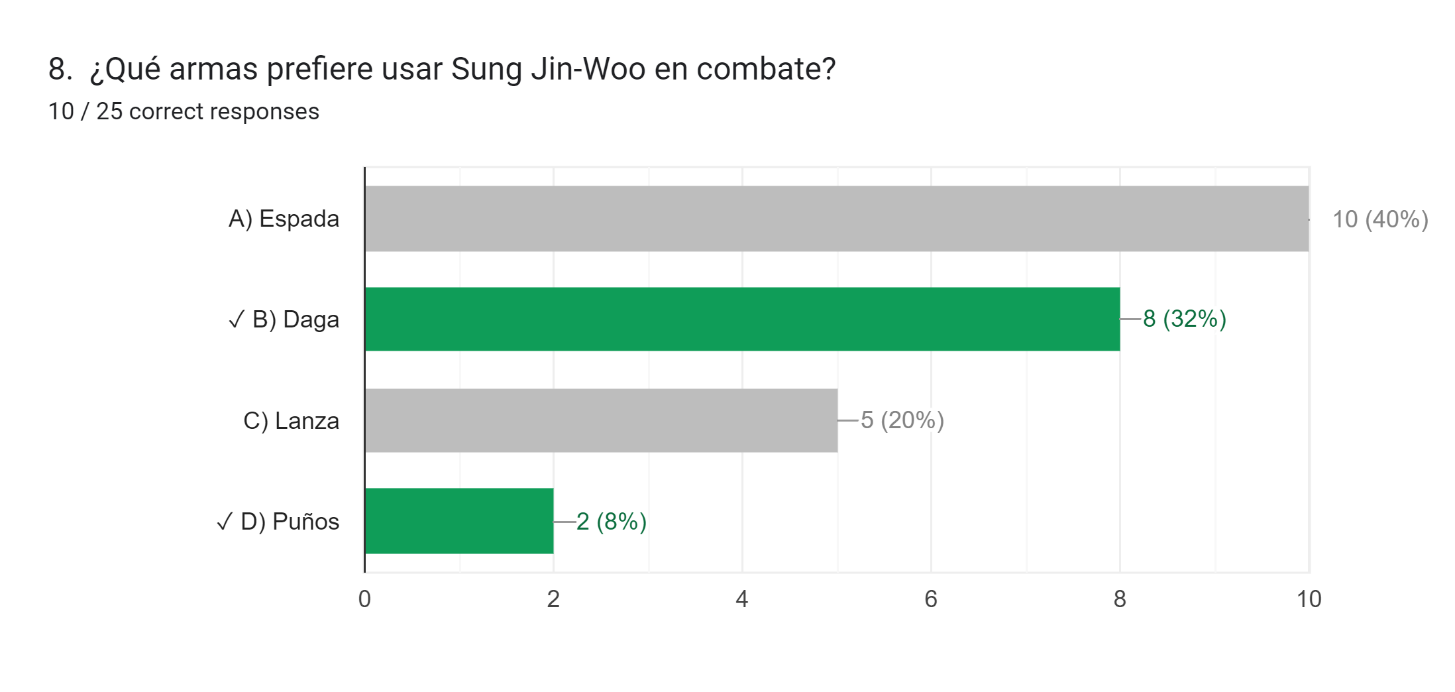 8. ¿Qué armas prefiere usar Sung Jin-Woo en combate?
10 / 25 correct responses
A) Espada
10 (40%)
✓ B) Daga
8 (32%)
C) Lanza
5 (20%)
✓ D) Puños
2 (8%)
0 2 4 6 8 10